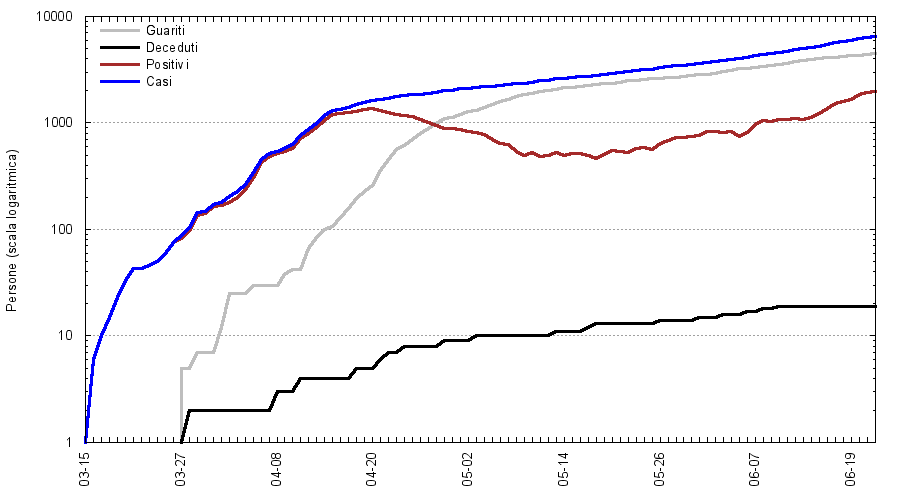 10000
1000
100
10
1
Persone (scala logaritmica)
Guariti
Deceduti
Positivi
Casi
03-15
03-27
04-08
04-20
05-02
05-14
05-26
06-07
06-19